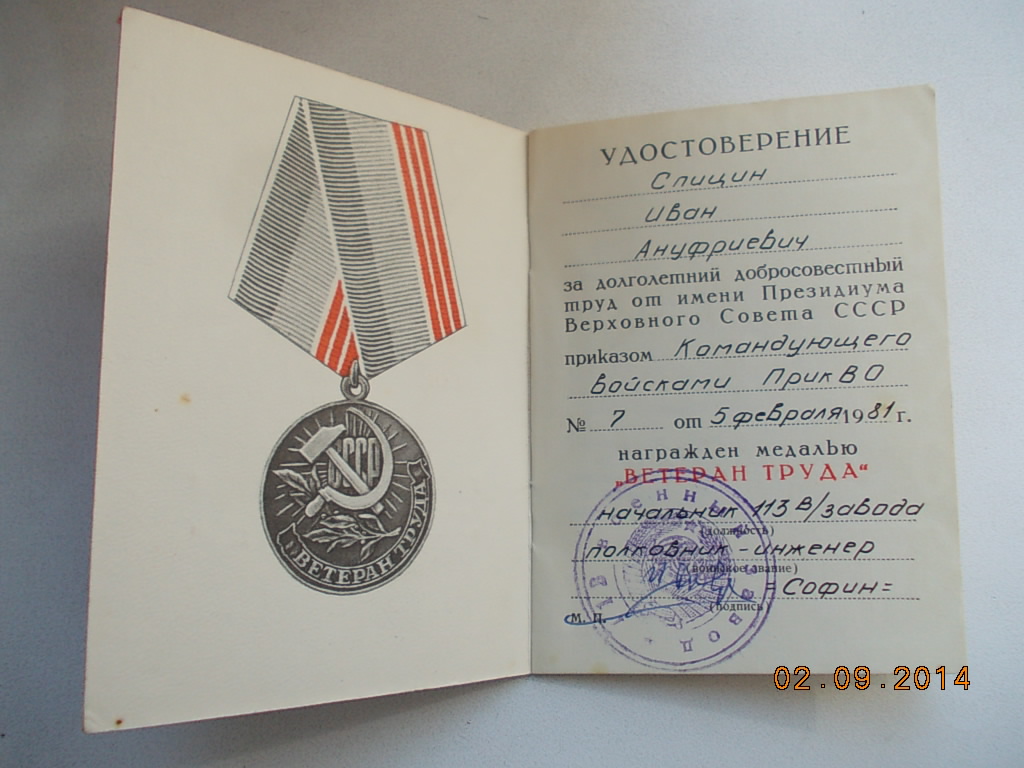 СССР
ВЕТЕРАН ТРУДА
УДОСТОВЕРЕНИЕ
Спицин
Иван
Ануфриевич
за долголетний добросовестный
труд от имени Президиума
Верховного Совета СССР
приказом Командующего
войсками ПрикВО
№ 7 от 5 февраля 1981 г.
награжден медалью
„ВЕТЕРАН ТРУДА“
начальник 113 в/завода
(должность)
полковник-инженер
(воинское звание)
Софин=
(подпись)
М. П.
военный завод
02.09.2014